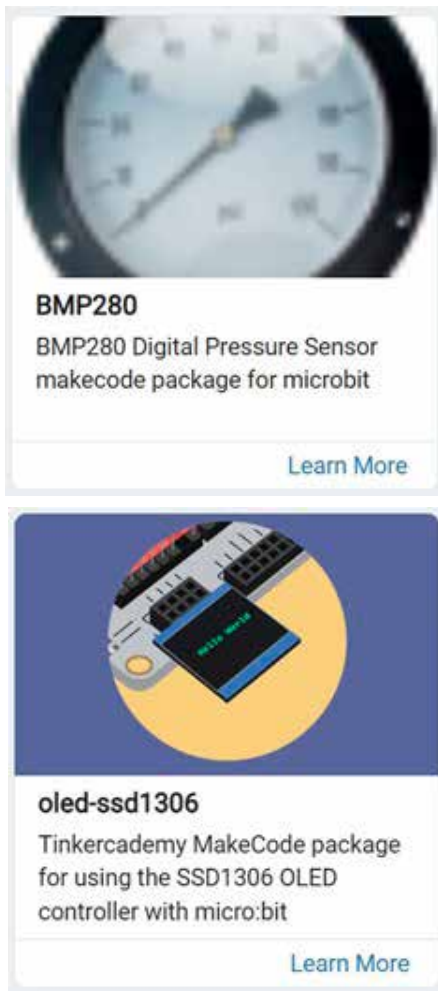 BMP280
BMP280 Digital Pressure Sensor
makecode package for microbit
Learn More
Hello World
oled-ssd1306
Tinkercademy MakeCode package
for using the SSD1306 OLED
controller with micro:bit
Learn More